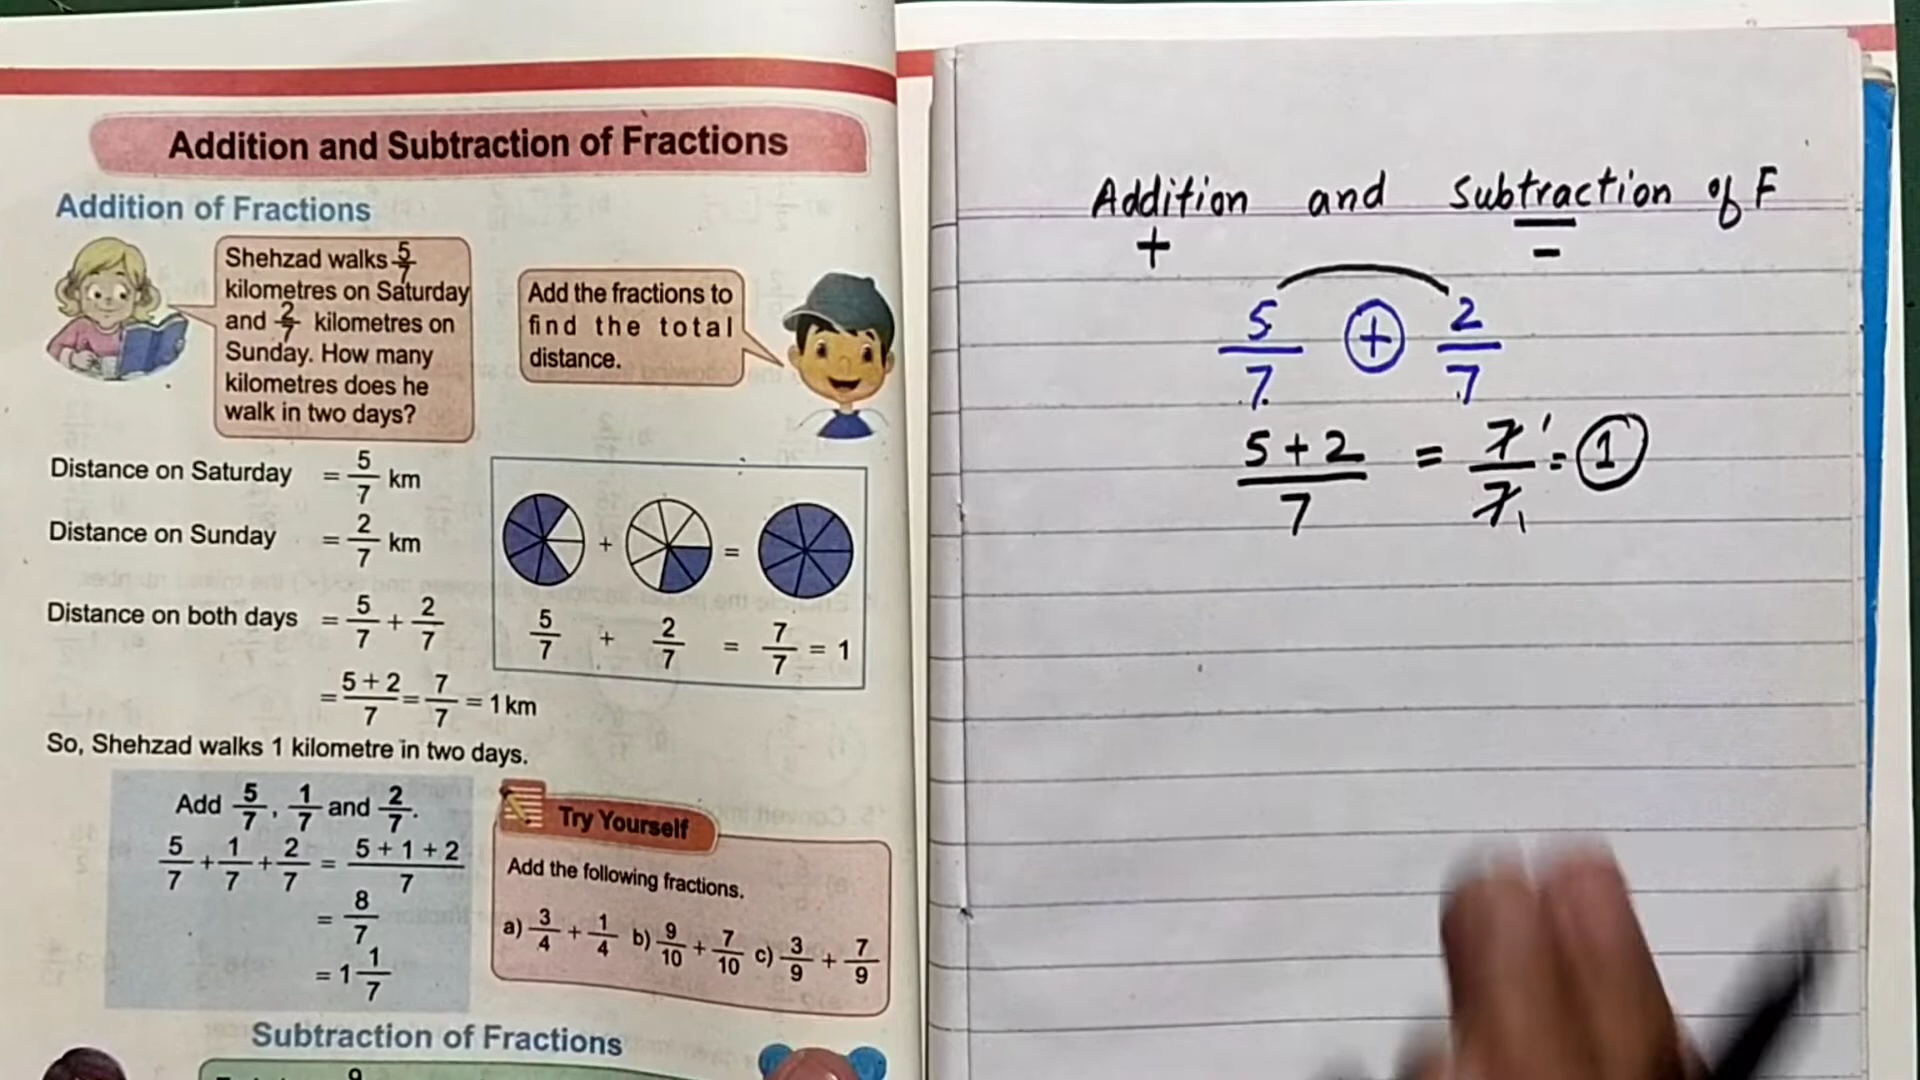 Addition and Subtraction of Fractions
Addition of Fractions
Shehzad walks 5/7
kilometres on Saturday
and 2/7 kilometres on
Sunday. How many
kilometres does he
walk in two days?
Add the fractions to
find the total
distance.
Distance on Saturday = 5/7 km
Distance on Sunday = 2/7 km
Distance on both days = 5/7 + 2/7
= 5 + 2/7 = 7/7 = 1 km
+ =
5/7 + 2/7 = 7/7 = 1
So, Shehzad walks 1 kilometre in two days.
Add 5/7, 1/7 and 2/7.
5/7 + 1/7 + 2/7 = 5 + 1 + 2/7
= 8/7
= 1 1/7
Try Yourself
Add the following fractions.
a) 3/4 + 1/4 b) 9/10 + 7/10 c) 3/9 + 7/9
Subtraction of Fractions
Addition and Subtraction of F
+ -
5/7 + 2/7
5+2/7 = 7/7 = 1